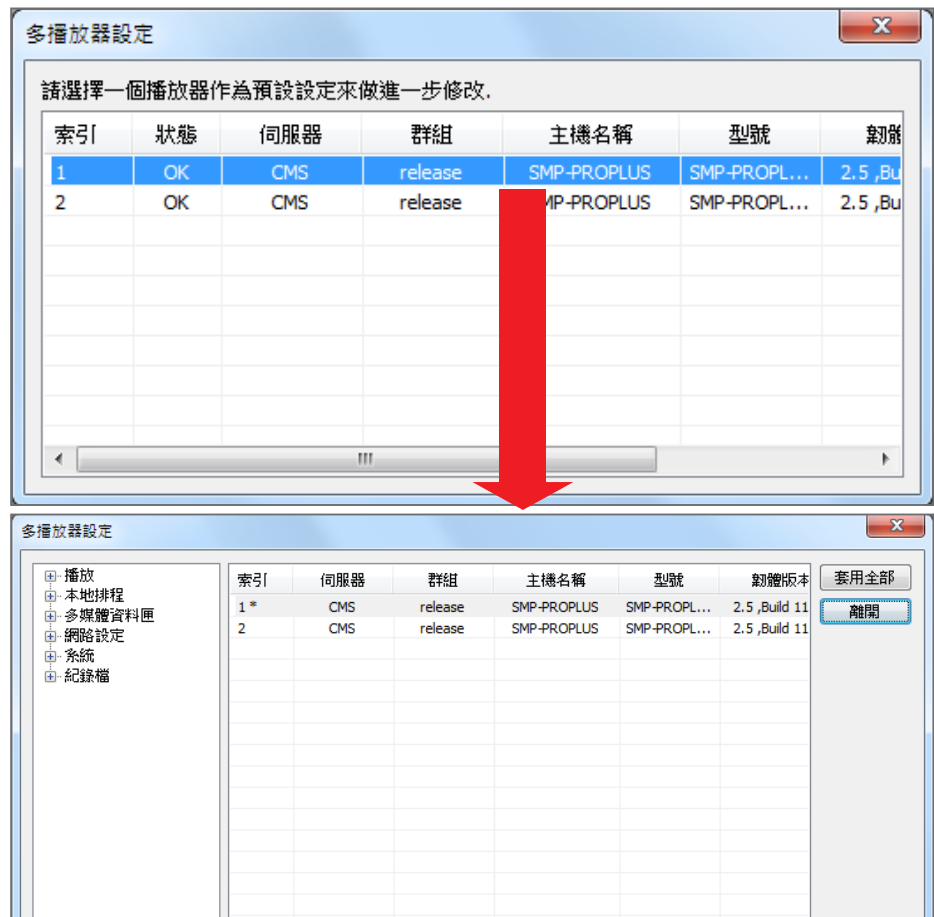 多播放器設定
請選擇一個播放器作為預設設定來做進一步修改.
索引 狀態 伺服器 群組 主機名稱 型號 韌體
1 OK CMS release SMP-PROPLUS SMP-PROPL... 2.5 ,Bu
2 OK CMS release MP-PROPLUS SMP-PROPL... 2.5 ,Bu
多播放器設定
播放
本地排程
多媒體資料匣
網路設定
系統
紀錄檔
索引 伺服器 群組 主機名稱 型號 韌體版本
1 * CMS release SMP-PROPLUS SMP-PROPL... 2.5 ,Build 11
2 CMS release SMP-PROPLUS SMP-PROPL... 2.5 ,Build 11
套用全部
離開